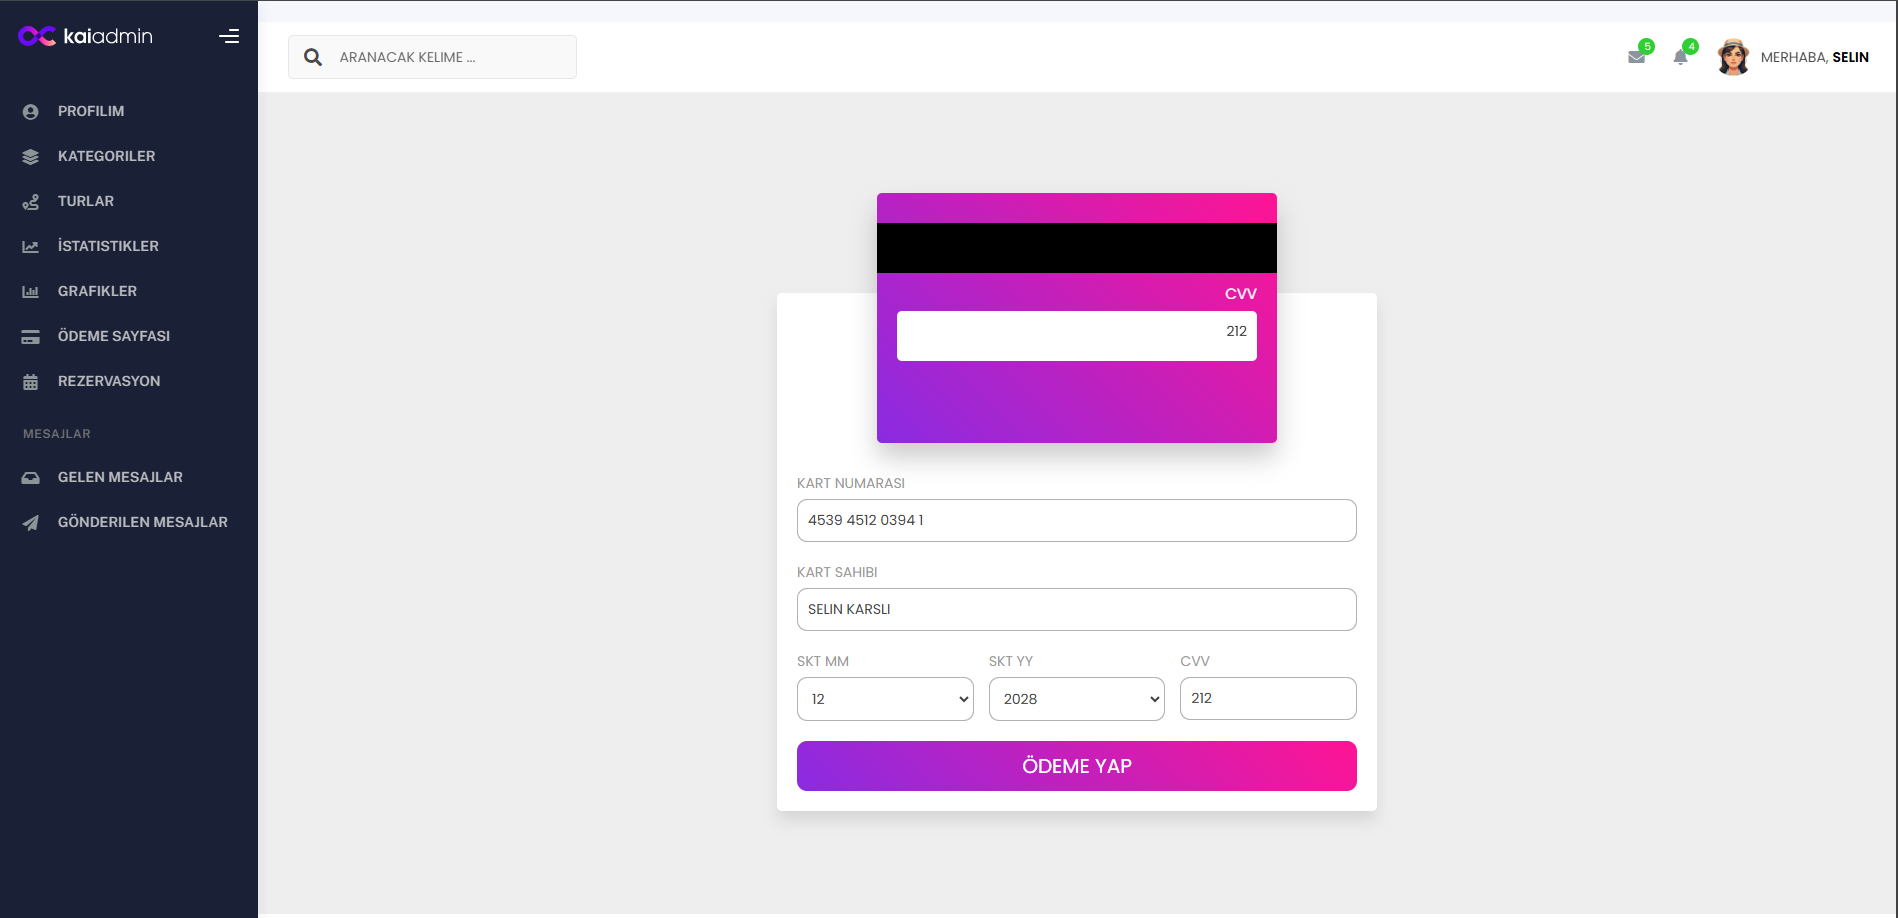 kaiadmin
ARANACAK KELIME ...
5
4
MERHABA, SELIN
PROFILIM
KATEGORILER
TURLAR
İSTATISTIKLER
GRAFIKLER
ÖDEME SAYFASI
REZERVASYON
MESAJLAR
GELEN MESAJLAR
GÖNDERILEN MESAJLAR
CVV
212
KART NUMARASI
4539 4512 0394 1
KART SAHIBI
SELIN KARSLI
SKT MM
SKT YY
CVV
12
2028
212
ÖDEME YAP